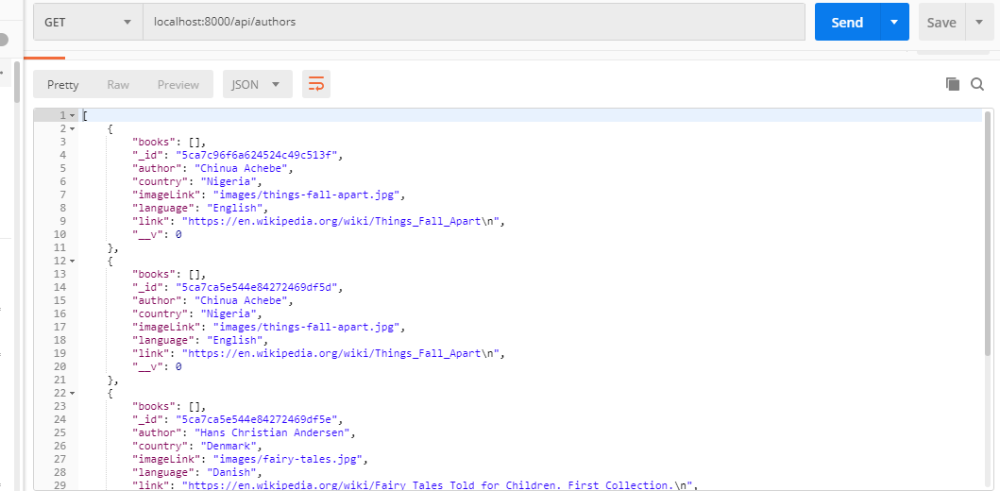 GET
localhost:8000/api/authors
Send
Save
Pretty
Raw
Preview
JSON
1 [
2 {
3 "books": [],
4 "_id": "5ca7c96f6a624524c49c513f",
5 "author": "Chinua Achebe",
6 "country": "Nigeria",
7 "imageLink": "images/things-fall-apart.jpg",
8 "language": "English",
9 "link": "https://en.wikipedia.org/wiki/Things_Fall_Apart\n",
10 "__v": 0
11 },
12 {
13 "books": [],
14 "_id": "5ca7ca5e544e84272469df5d",
15 "author": "Chinua Achebe",
16 "country": "Nigeria",
17 "imageLink": "images/things-fall-apart.jpg",
18 "language": "English",
19 "link": "https://en.wikipedia.org/wiki/Things_Fall_Apart\n",
20 "__v": 0
21 },
22 {
23 "books": [],
24 "_id": "5ca7ca5e544e84272469df5e",
25 "author": "Hans Christian Andersen",
26 "country": "Denmark",
27 "imageLink": "images/fairy-tales.jpg",
28 "language": "Danish",
29 "link": "https://en.wikipedia.org/wiki/Fairy_Tales_Told_for_Children._First_Collection.\n",